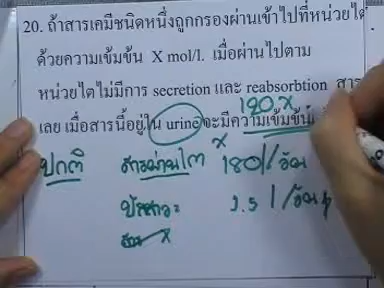 20. ถ้าสารเคมีชนิดหนึ่งถูกกรองผ่านเข้าไปที่หน่วยไต
ด้วยความเข้มข้น X mol/l. เมื่อผ่านไปตาม
หน่วยไตไม่มีการ secretion และ reabsorbtion สาร
180.x
เลย เมื่อสารนี้อยู่ใน urine จะมีความเข้มข้น
x
ปกติ สารผ่านไต 180 l/วัน
ปัสสาวะ 1.5 l/วัน
x